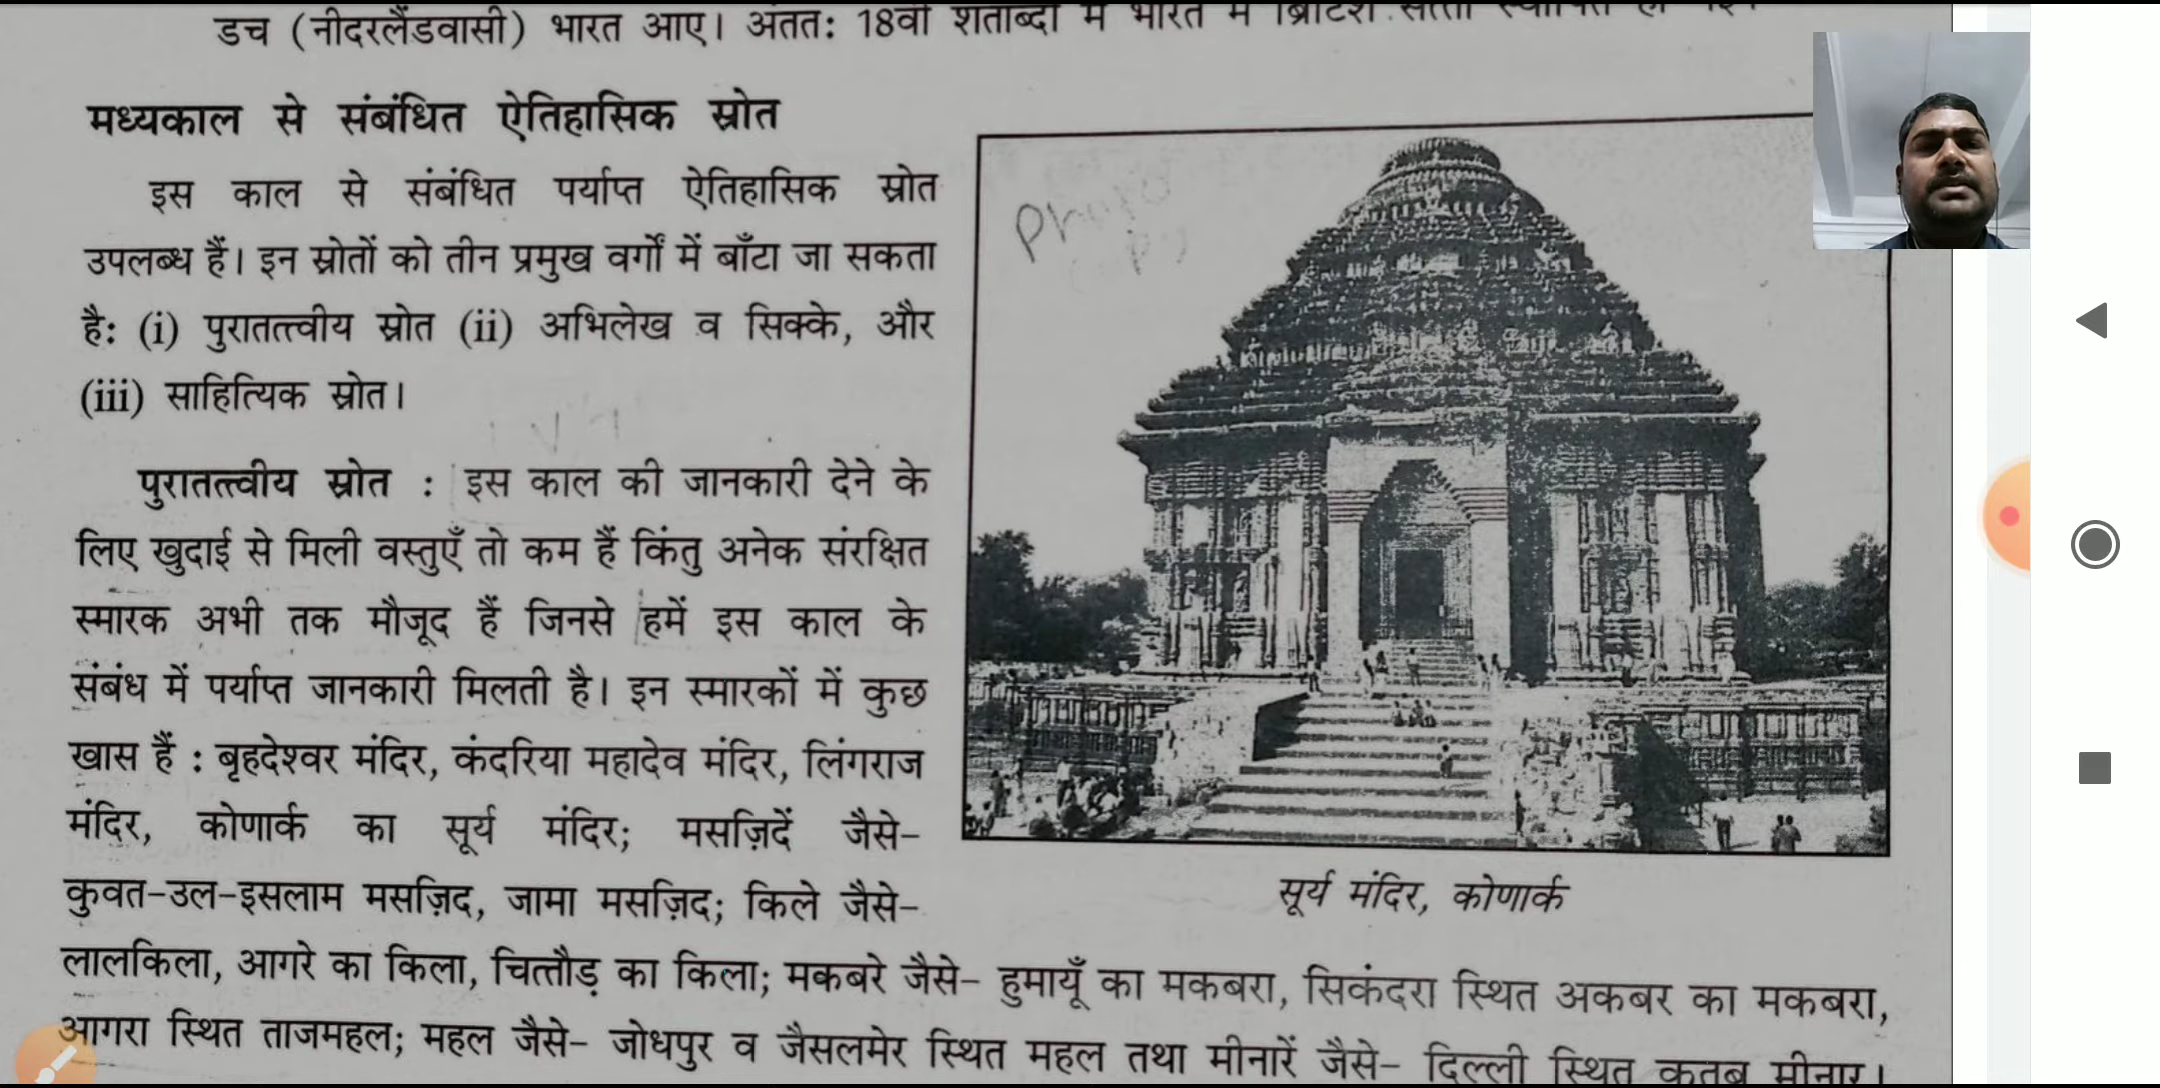 डच (नीदरलैंडवासी) भारत आए। अंततः 18वीं शताब्दी में भारत में ब्रिटिश सत्ता स्थापित हो
मध्यकाल से संबंधित ऐतिहासिक स्रोत
इस काल से संबंधित पर्याप्त ऐतिहासिक स्रोत
उपलब्ध हैं। इन स्रोतों को तीन प्रमुख वर्गों में बाँटा जा सकता
है: (i) पुरातत्त्वीय स्रोत (ii) अभिलेख व सिक्के, और
(iii) साहित्यिक स्रोत।
पुरातत्त्वीय स्रोत : इस काल की जानकारी देने के
लिए खुदाई से मिली वस्तुएँ तो कम हैं किंतु अनेक संरक्षित
स्मारक अभी तक मौजूद हैं जिनसे हमें इस काल के
संबंध में पर्याप्त जानकारी मिलती है। इन स्मारकों में कुछ
खास हैं : बृहदेश्वर मंदिर, कंदरिया महादेव मंदिर, लिंगराज
मंदिर, कोणार्क का सूर्य मंदिर; मसज़िदें जैसे-
कुवत-उल-इसलाम मसज़िद, जामा मसज़िद; किले जैसे-
लालकिला, आगरे का किला, चित्तौड़ का किला; मकबरे जैसे- हुमायूँ का मकबरा, सिकंदरा स्थित अकबर का मकबरा,
आगरा स्थित ताजमहल; महल जैसे- जोधपुर व जैसलमेर स्थित महल तथा मीनारें जैसे- दिल्ली स्थित कुतुब मीनार।
सूर्य मंदिर, कोणार्क